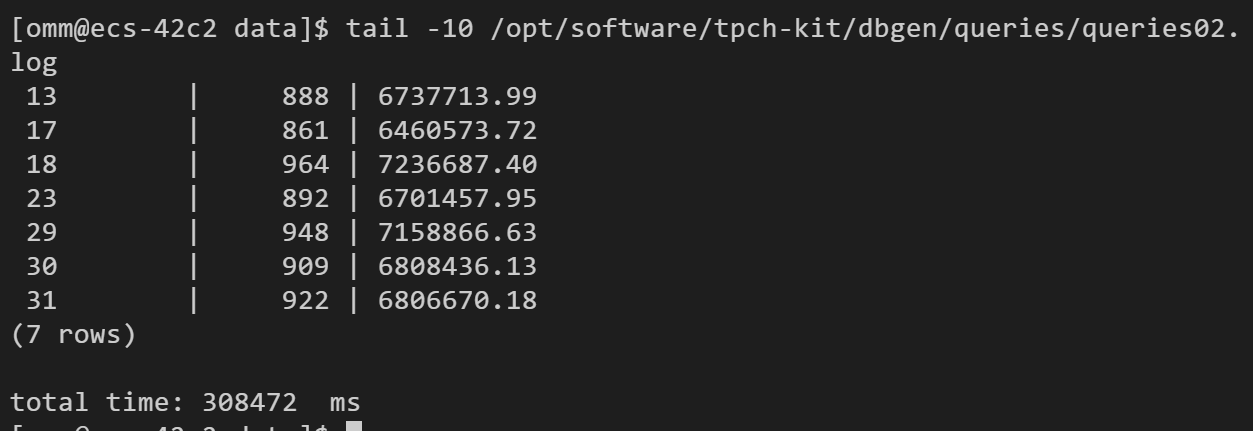 [omm@ecs-42c2 data]$ tail -10 /opt/software/tpch-kit/dbgen/queries/queries02.
log
13 | 888 | 6737713.99
17 | 861 | 6460573.72
18 | 964 | 7236687.40
23 | 892 | 6701457.95
29 | 948 | 7158866.63
30 | 909 | 6808436.13
31 | 922 | 6806670.18
(7 rows)
total time: 308472 ms